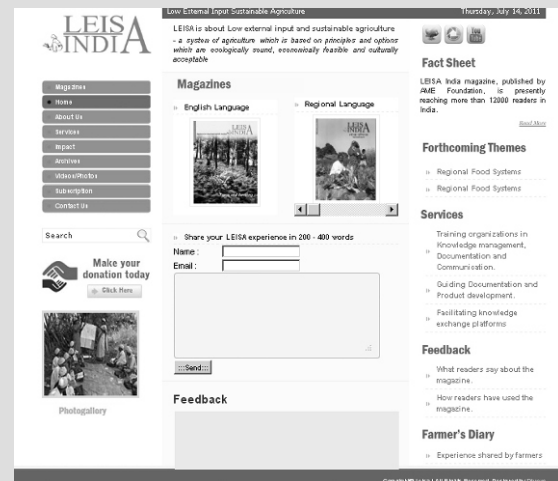 LEISA
INDIA
Low External Input Sustainable Agriculture
Thursday, July 14, 2011
LEISA is about Low external input and sustainable agriculture
- a system of agriculture which is based on principles and options
which are ecologically sound, economically feasible and culturally
acceptable
Magazines
Home
About Us
Services
Impact
Archives
Videos/Photos
Subscription
Contact Us
Search
Make your
donation today
Click Here
Photogallery
Magazines
» English Language
LEISA
» Regional Language
LEISA
» Share your LEISA experience in 200 - 400 words
Name :
Email :
:::Send:::
Feedback
Fact Sheet
LEISA India magazine, published by
AME Foundation, is presently
reaching more than 12000 readers in
India.
Read More
Forthcoming Themes
» Regional Food Systems
» Regional Food Systems
Services
Training organizations in
» Knowledge management,
Documentation and
Communication.
» Guiding Documentation and
Product development.
» Facilitating knowledge
exchange platforms
Feedback
» What readers say about the
magazine.
» How readers have used the
magazine.
Farmer's Diary
» Experience shared by farmers